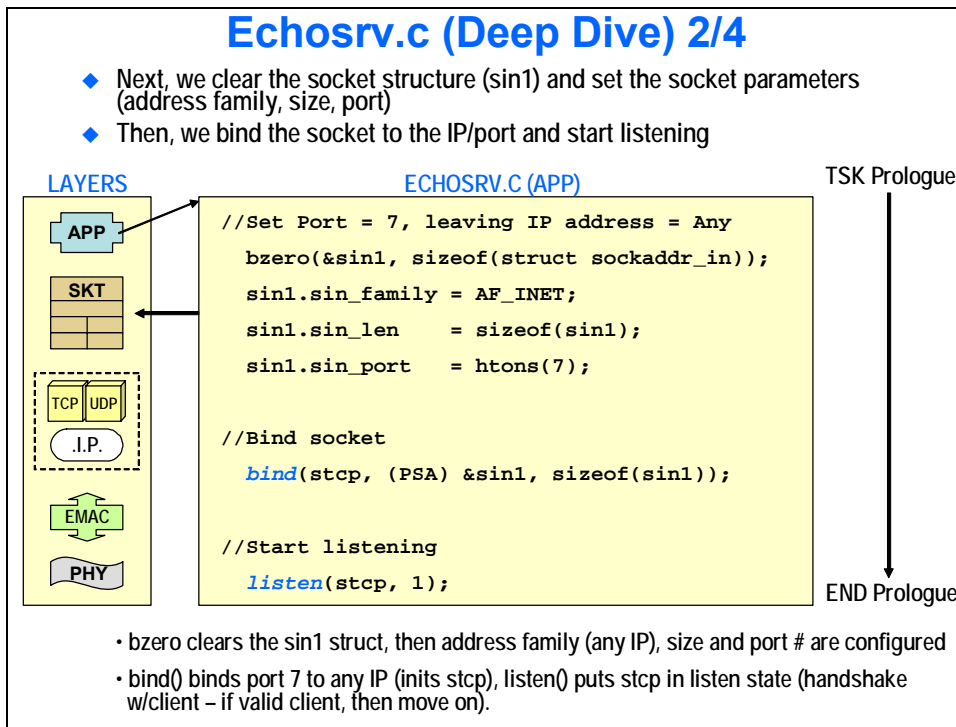 Echosrv.c (Deep Dive) 2/4
◆ Next, we clear the socket structure (sin1) and set the socket parameters
(address family, size, port)
◆ Then, we bind the socket to the IP/port and start listening
LAYERS
ECHOSRV.C (APP)
TSK Prologue
APP
SKT
TCP
UDP
.I.P.
EMAC
PHY
//Set Port = 7, leaving IP address = Any
bzero(&sin1, sizeof(struct sockaddr_in));
sin1.sin_family = AF_INET;
sin1.sin_len    = sizeof(sin1);
sin1.sin_port   = htons(7);
//Bind socket
bind(stcp, (PSA) &sin1, sizeof(sin1));
//Start listening
listen(stcp, 1);
END Prologue
• bzero clears the sin1 struct, then address family (any IP), size and port # are configured
• bind() binds port 7 to any IP (inits stcp), listen() puts stcp in listen state (handshake
w/client – if valid client, then move on).